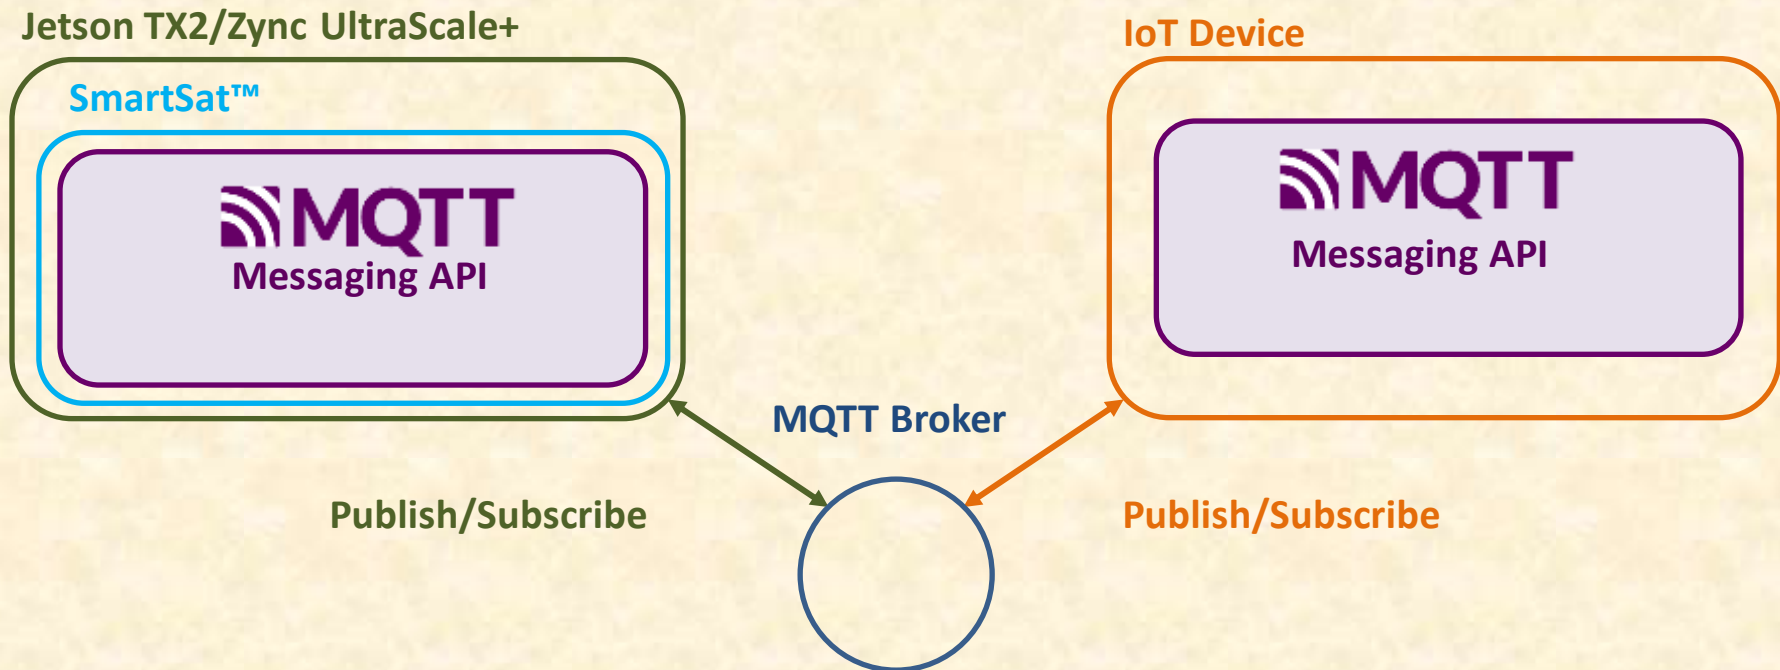 Jetson TX2/Zync UltraScale+
SmartSat™
MQTT
Messaging API
IoT Device
MQTT
Messaging API
MQTT Broker
Publish/Subscribe
Publish/Subscribe